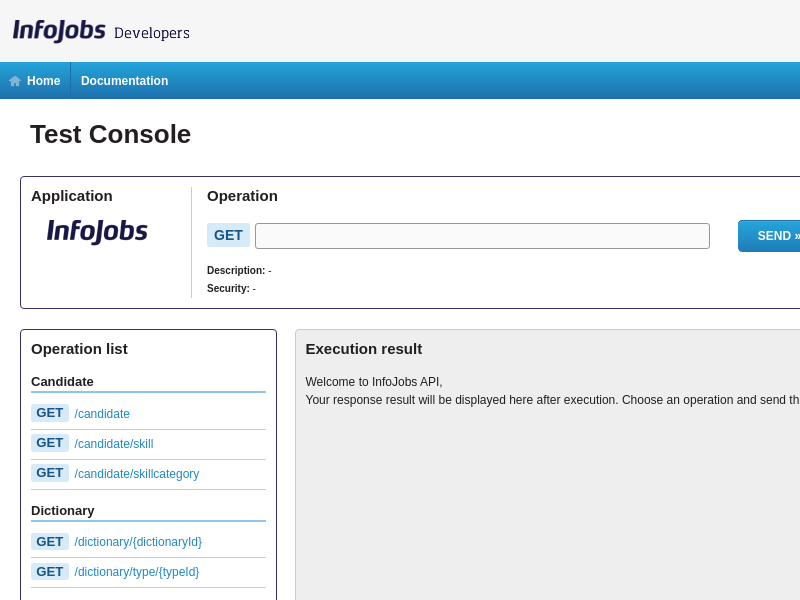 InfoJobs Developers
Home
Documentation
Test Console
Application
InfoJobs
Operation
GET
SEND »
Description: -
Security: -
Operation list
Candidate
GET /candidate
GET /candidate/skill
GET /candidate/skillcategory
Dictionary
GET /dictionary/{dictionaryId}
GET /dictionary/type/{typeId}
Execution result
Welcome to InfoJobs API,
Your response result will be displayed here after execution. Choose an operation and send th